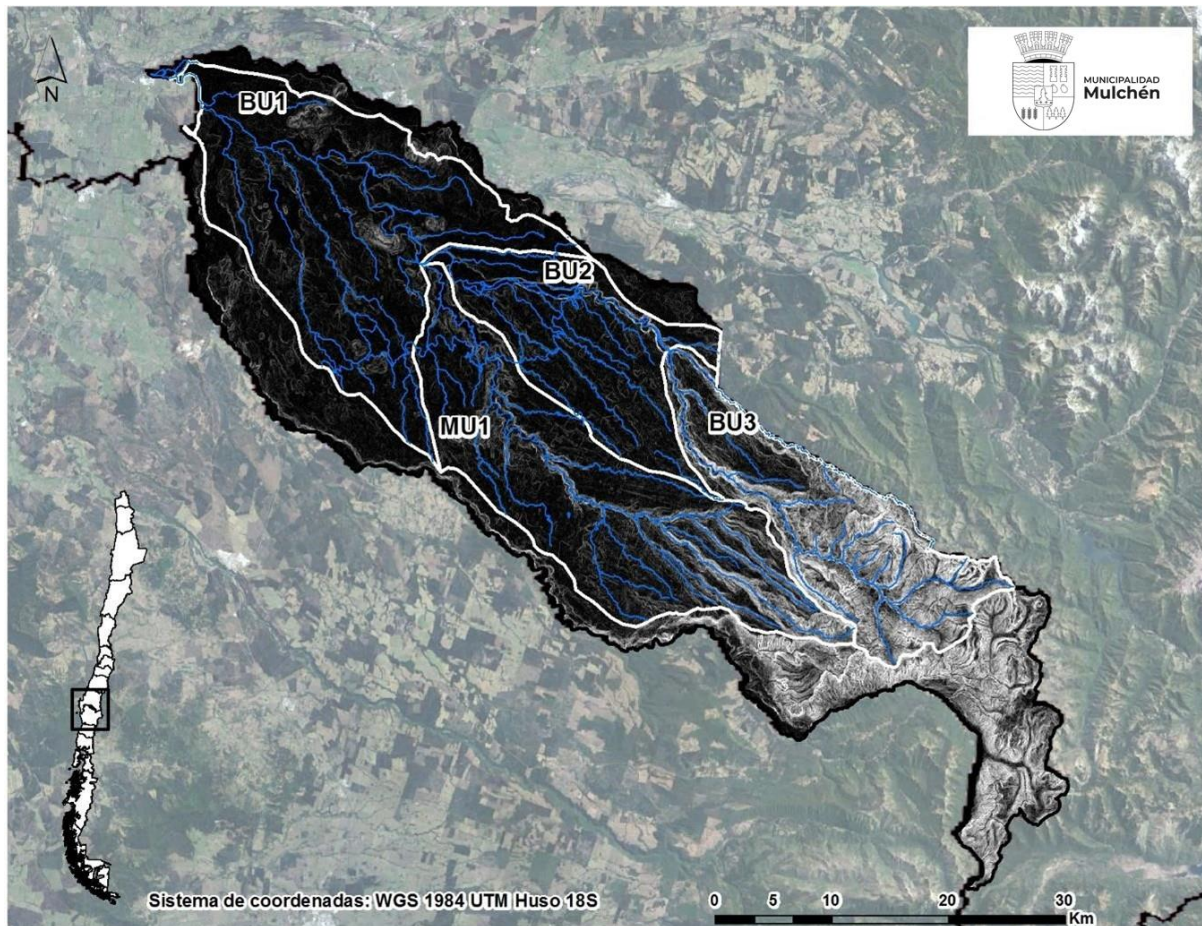 N
BU1
MUNICIPALIDAD
Mulchén
BU2
BU3
MU1
Sistema de coordenadas: WGS 1984 UTM Huso 18S
0 5 10 20 30
Km